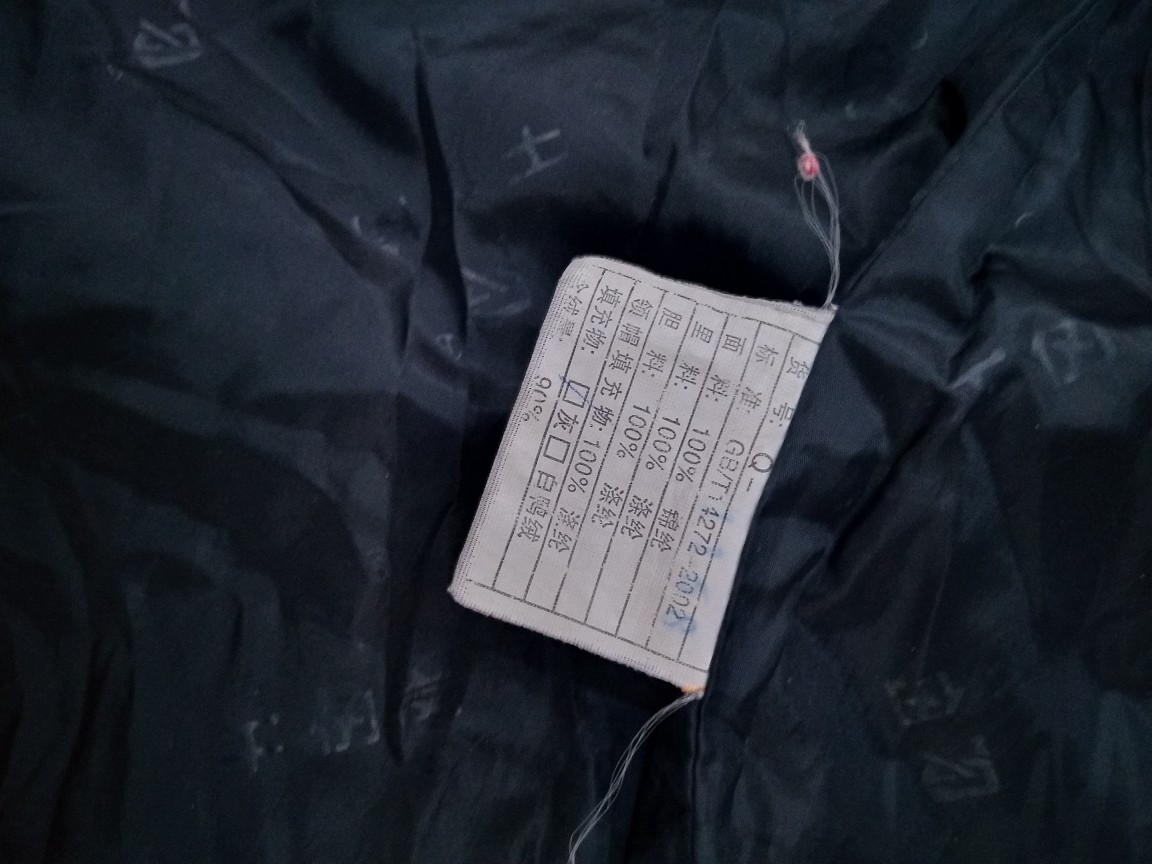 货号: Q-
标准: GB/T14272-2002
面料: 100% 锦纶
里料: 100% 涤纶
胆料: 100% 涤纶
领帽填充物: 100% 涤纶
填充物: ☑灰□白鸭绒
含绒量: 90%